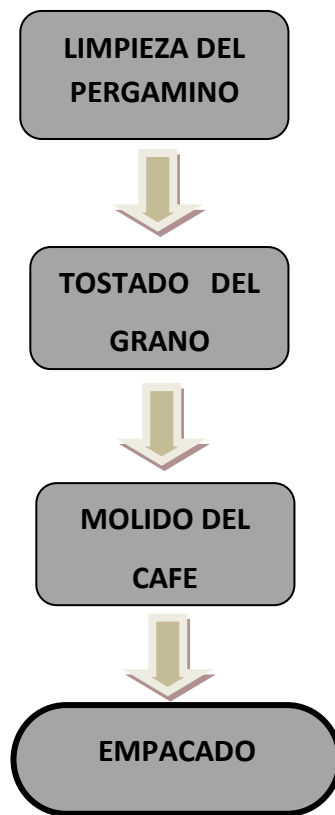 LIMPIEZA DEL
PERGAMINO
TOSTADO DEL
GRANO
MOLIDO DEL
CAFE
EMPACADO